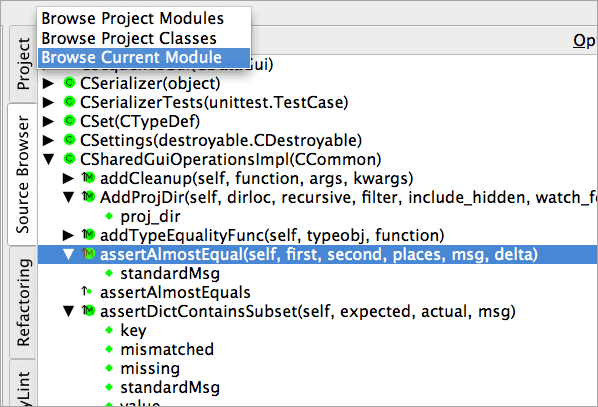 Browse Project Modules
Browse Project Classes
Browse Current Module
Op
Project
Source Browser
Refactoring
CSerializer(object)
CSerializerTests(unittest.TestCase)
CSet(CTypeDef)
CSettings(destroyable.CDestroyable)
CSharedGuiOperationsImpl(CCommon)
addCleanup(self, function, args, kwargs)
AddProjDir(self, dirloc, recursive, filter, include_hidden, watch_f
proj_dir
addTypeEqualityFunc(self, typeobj, function)
assertAlmostEqual(self, first, second, places, msg, delta)
standardMsg
assertAlmostEquals
assertDictContainsSubset(self, expected, actual, msg)
key
mismatched
missing
standardMsg
value
yLint